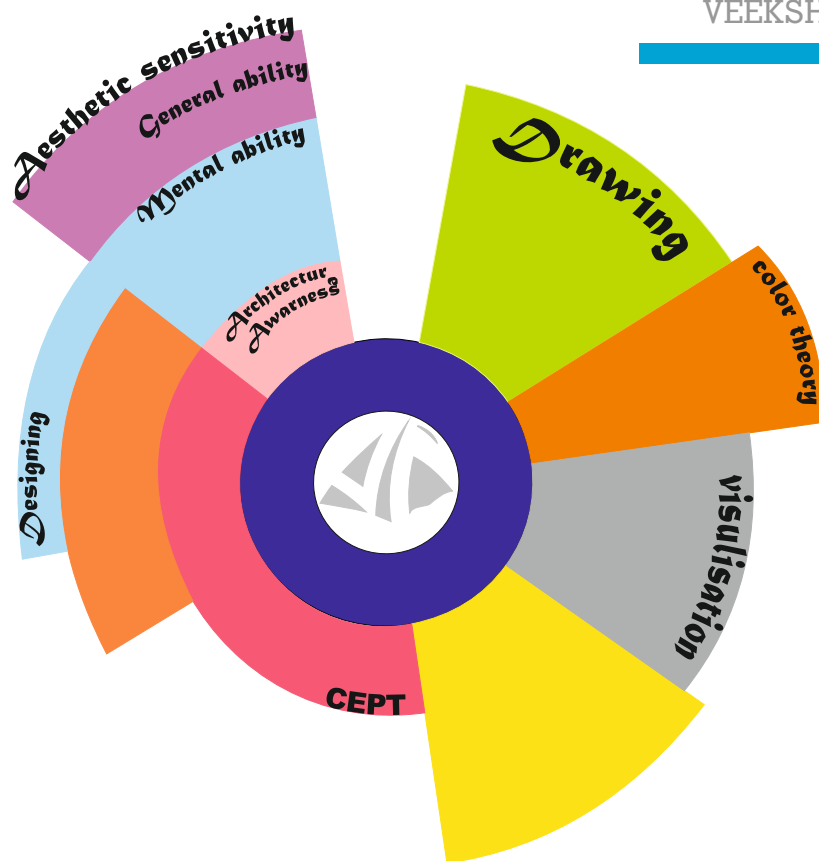 VEEKSH
Aesthetic sensitivity
General ability
Mental ability
Architectur
Awarness
Designing
Drawing
color theory
visulisation
CEPT